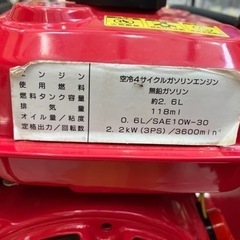 エンジン 空冷4サイクルガソリンエンジン
使用燃料 無鉛ガソリン
燃料タンク容量 約2.6L
排気量 118ml
オイル量/粘度 0.6L/SAE10W-30
定格出力/回転数 2.2kW(3PS)/3600min⁻¹